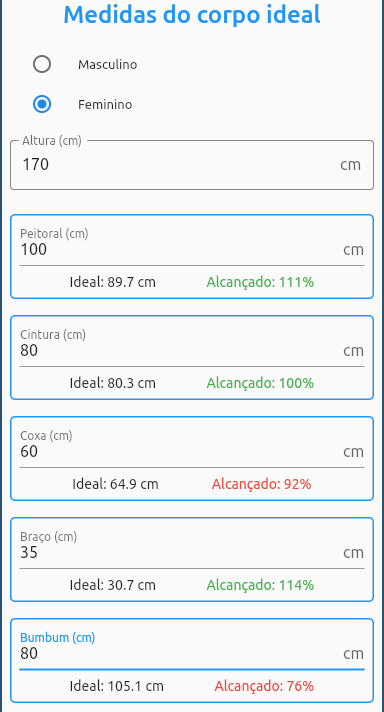 Medidas do corpo ideal
Masculino
Feminino
Altura (cm)
170 cm
Peitoral (cm)
100 cm
Ideal: 89.7 cm Alcançado: 111%
Cintura (cm)
80 cm
Ideal: 80.3 cm Alcançado: 100%
Coxa (cm)
60 cm
Ideal: 64.9 cm Alcançado: 92%
Braço (cm)
35 cm
Ideal: 30.7 cm Alcançado: 114%
Bumbum (cm)
80 cm
Ideal: 105.1 cm Alcançado: 76%